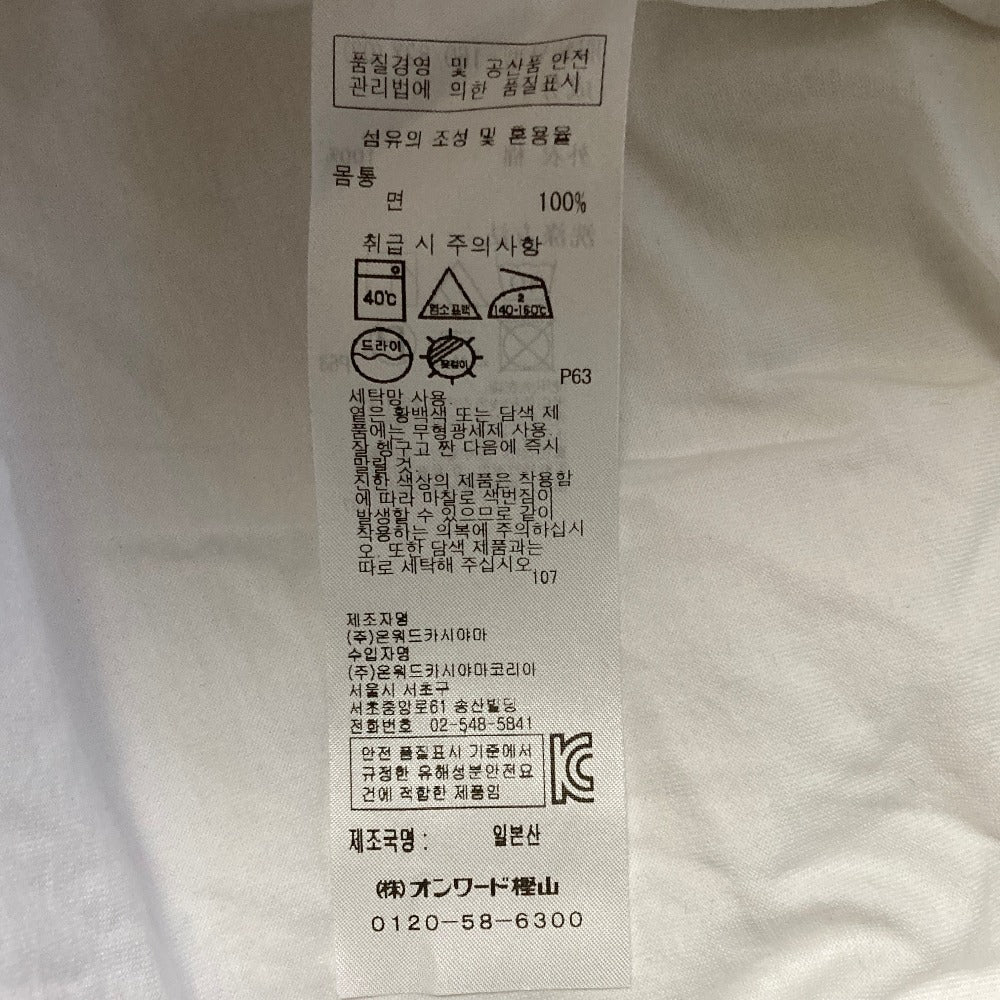 품질경영 및 공산품 안전
관리법에 의한 품질표시
섬유의 조성 및 혼용율
몸통
면 100%
취급 시 주의사항
40℃
염소표백
2
140-160℃
드라이
P63
세탁망 사용.
엷은 황백색 또는 담색 제
품에는 무형광세제 사용.
잘 헹구고 짠 다음에 즉시
말릴 것.
진한 색상의 제품은 착용함
에 따라 마찰로 색번짐이
발생할 수 있으므로 같이
착용하는 의복에 주의하십시
오. 또한 담색 제품과는
따로 세탁해 주십시오.
107
제조자명
(주)온워드카시야마
수입자명
(주)온워드카시야마코리아
서울시 서초구
서초중앙로61 송산빌딩
전화번호 02-548-5841
안전 품질표시 기준에서
규정한 유해성분안전요
건에 적합한 제품임
제조국명 : 일본산
㈱オンワード樫山
0120-58-6300